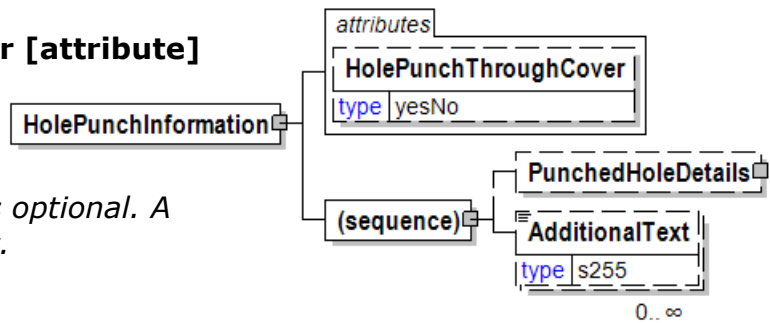 attributes
r [attribute]
HolePunchThroughCover
type yesNo
HolePunchInformation
PunchedHoleDetails
optional. A
(sequence)
AdditionalText
type s255
0.. ∞